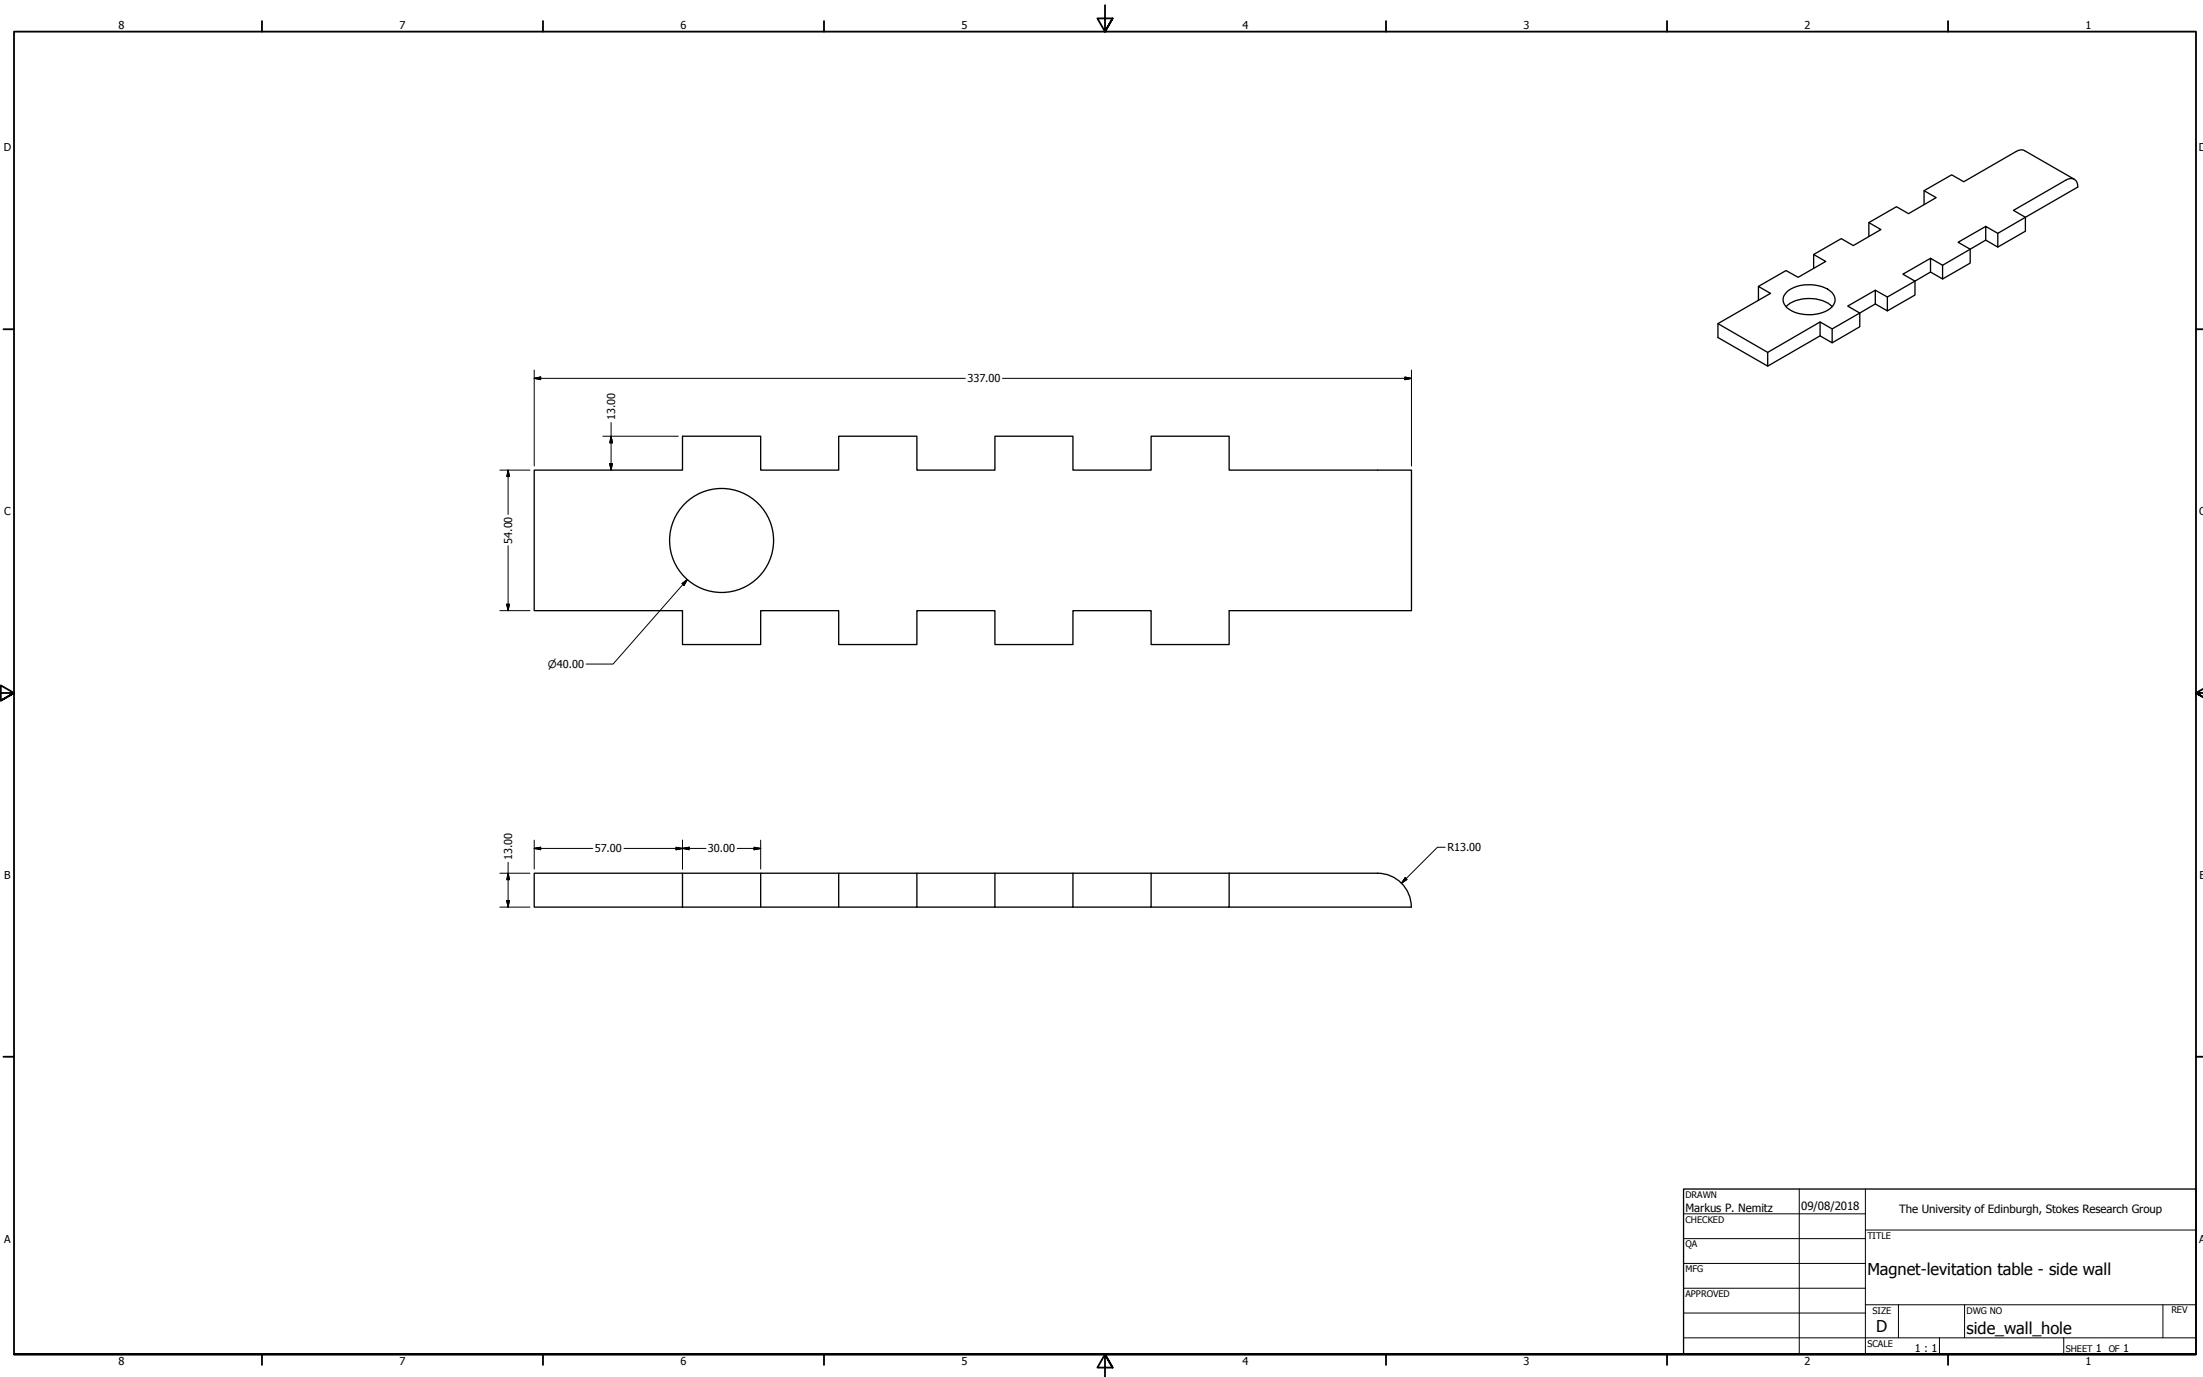 8 7 6 5 4 3 2 1
D
D
337.00
13.00
54.00
C
C
Ø40.00
13.00
57.00
30.00
R13.00
B
B
A
A
DRAWN
Markus P. Nemitz
09/08/2018
The University of Edinburgh, Stokes Research Group
CHECKED
QA
MFG
APPROVED
TITLE
Magnet-levitation table - side wall
SIZE
D
DWG NO
side_wall_hole
REV
SCALE
1 : 1
SHEET 1 OF 1
8 7 6 5 4 3 2 1